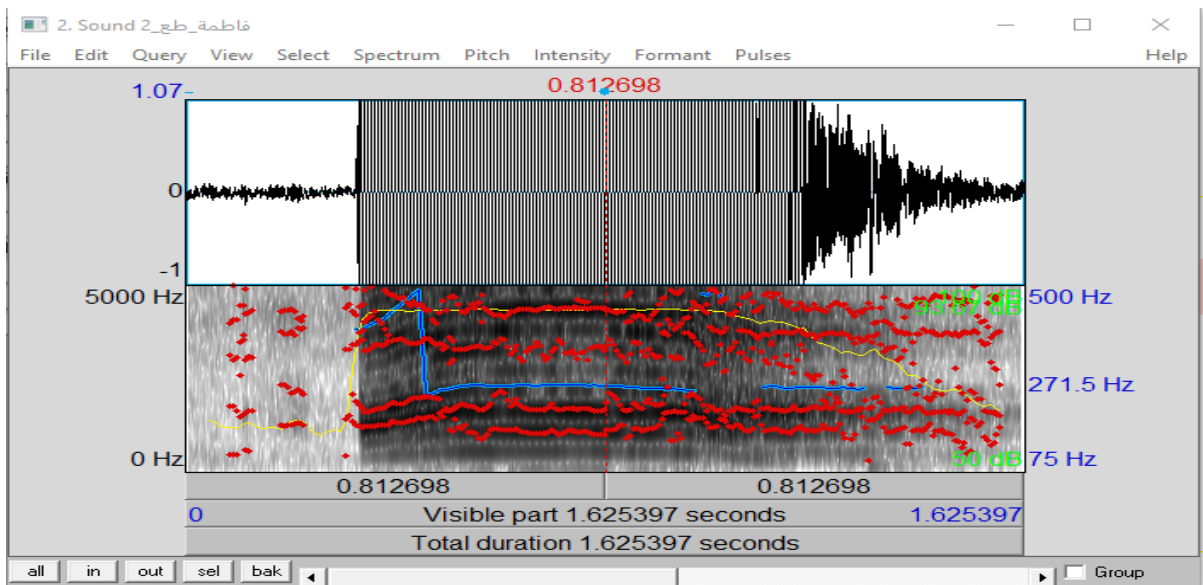 2. Sound 2_فاطمة_طع
File Edit Query View Select Spectrum Pitch Intensity Formant Pulses Help
0.812698
1.07
0
-1
5000 Hz
500 Hz
271.5 Hz
0 Hz
50 dB
75 Hz
0.812698 0.812698
0 Visible part 1.625397 seconds 1.625397
Total duration 1.625397 seconds
all in out sel bak Group